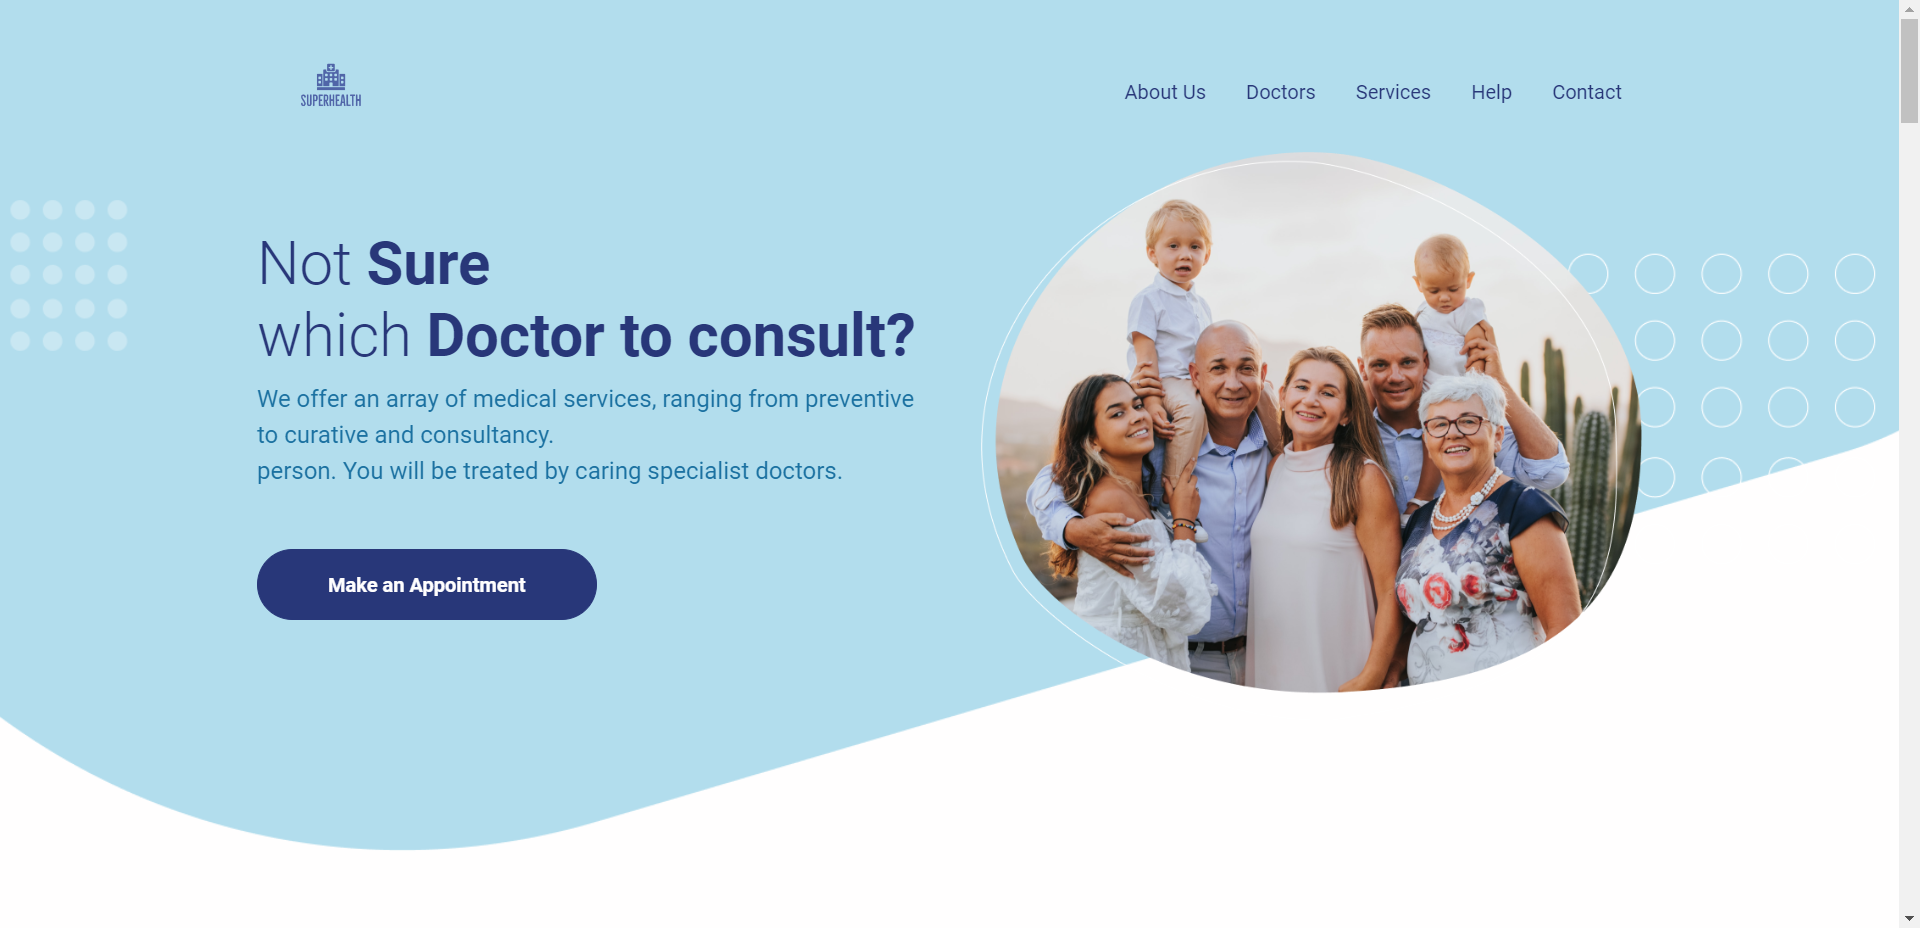 SUPERHEALTH
About Us Doctors Services Help Contact
Not Sure
which Doctor to consult?
We offer an array of medical services, ranging from preventive
to curative and consultancy.
person. You will be treated by caring specialist doctors.
Make an Appointment